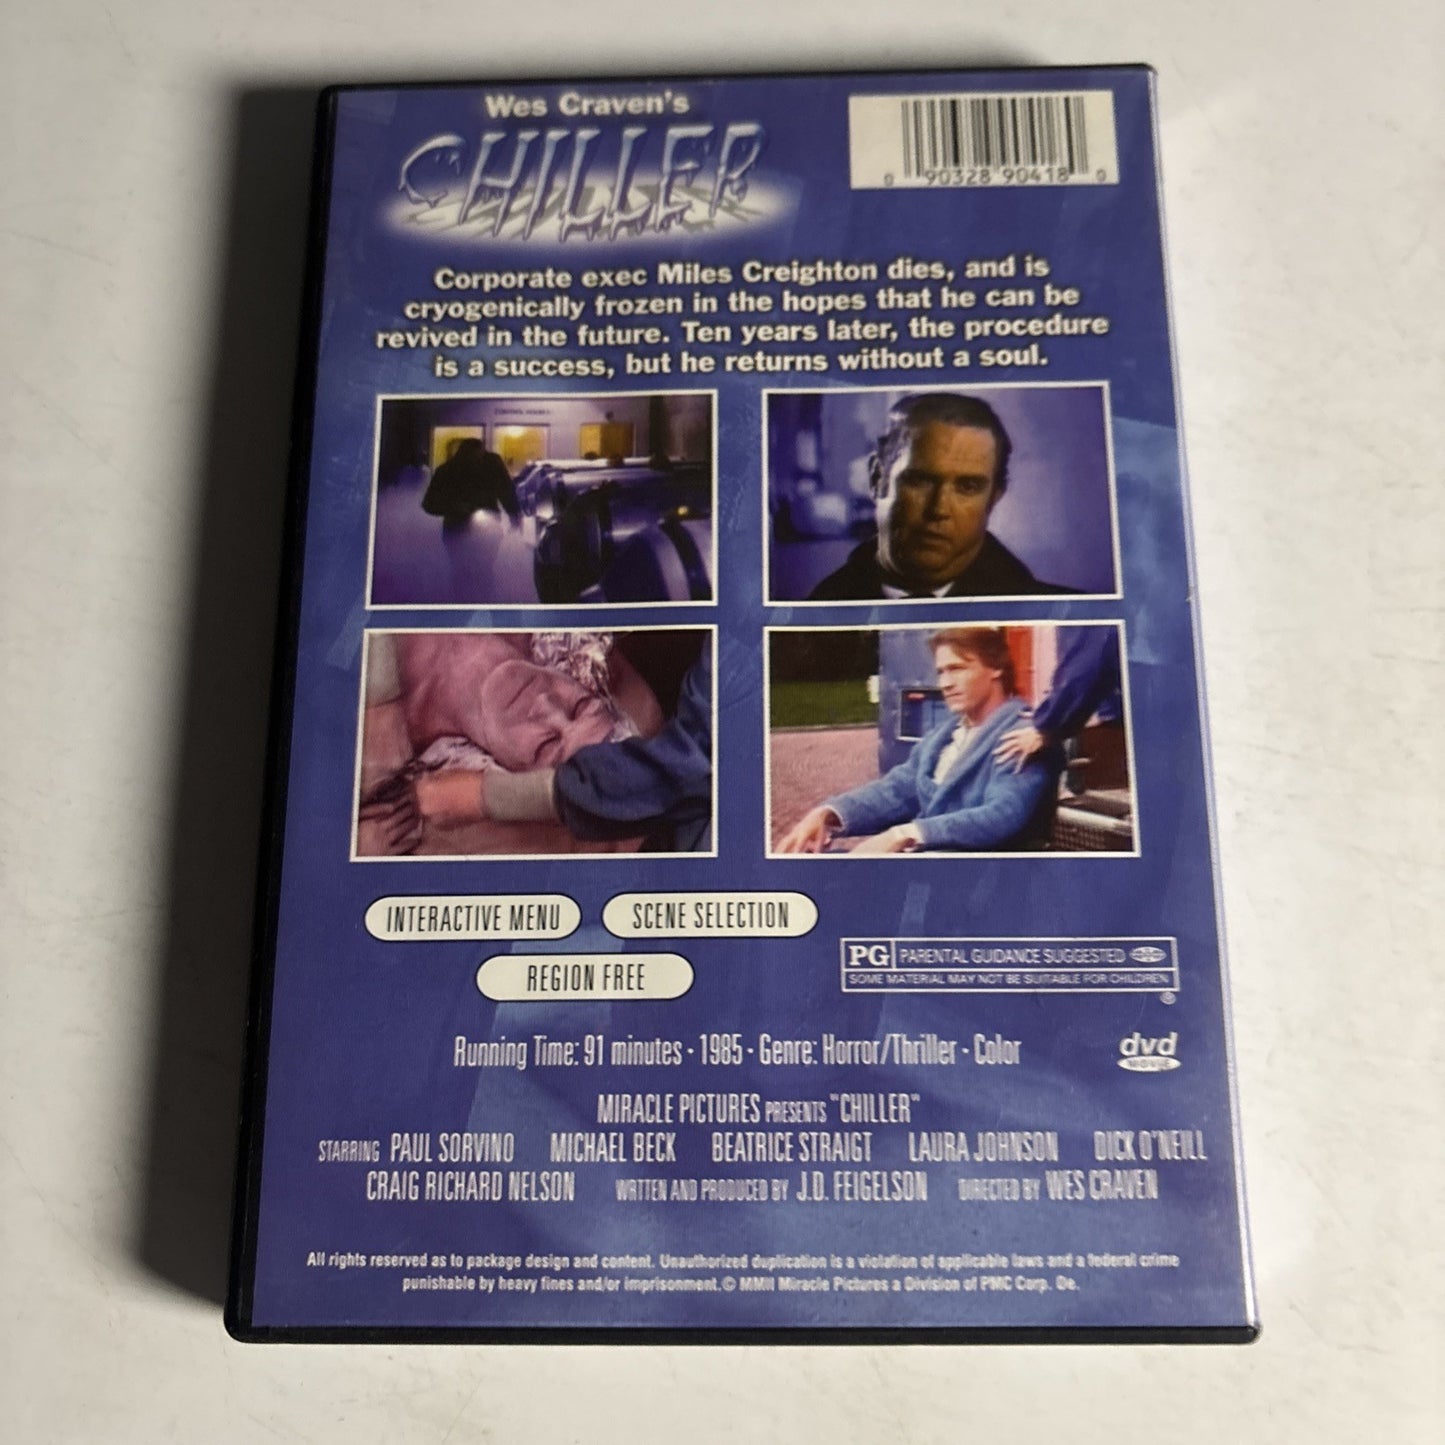 Wes Craven's
CHILLER
0 90328 90418 0
Corporate exec Miles Creighton dies, and is
cryogenically frozen in the hopes that he can be
revived in the future. Ten years later, the procedure
is a success, but he returns without a soul.
INTERACTIVE MENU
SCENE SELECTION
REGION FREE
PG PARENTAL GUIDANCE SUGGESTED
SOME MATERIAL MAY NOT BE SUITABLE FOR CHILDREN
®
Running Time: 91 minutes · 1985 · Genre: Horror/Thriller · Color
DVD
MOVIE
MIRACLE PICTURES PRESENTS "CHILLER"
STARRING PAUL SORVINO MICHAEL BECK BEATRICE STRAIGT LAURA JOHNSON DICK O'NEILL
CRAIG RICHARD NELSON WRTTEN AND PRODUCED BY J.D. FEIGELSON DIRECTED BY WES CRAVEN
All rights reserved as to package design and content. Unauthorized duplication is a violation of applicable laws and a federal crime
punishable by heavy fines and/or imprisonment. © MMII Miracle Pictures a Division of PMC Corp. De.